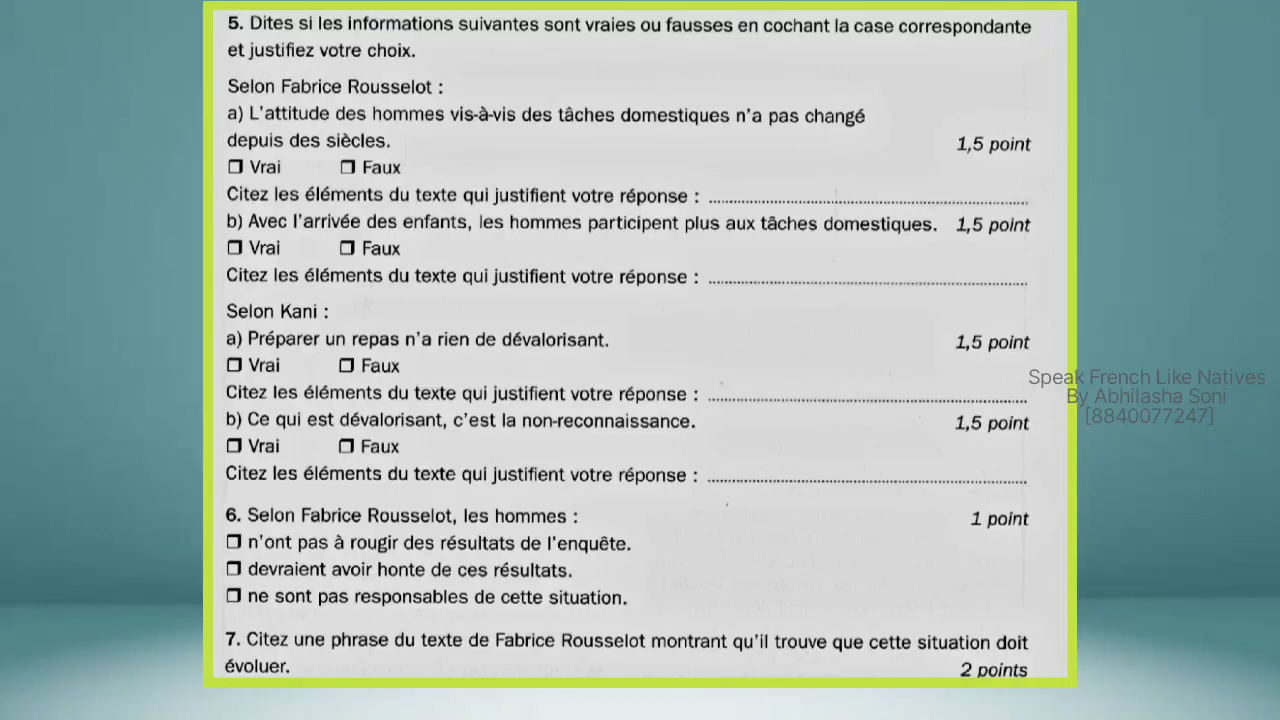 5. Dites si les informations suivantes sont vraies ou fausses en cochant la case correspondante
et justifiez votre choix.
Selon Fabrice Rousselot :
a) L'attitude des hommes vis-à-vis des tâches domestiques n'a pas changé
depuis des siècles. 1,5 point
❒ Vrai ❒ Faux
Citez les éléments du texte qui justifient votre réponse : ....................
b) Avec l'arrivée des enfants, les hommes participent plus aux tâches domestiques. 1,5 point
❒ Vrai ❒ Faux
Citez les éléments du texte qui justifient votre réponse : ....................
Selon Kani :
a) Préparer un repas n'a rien de dévalorisant. 1,5 point
❒ Vrai ❒ Faux
Citez les éléments du texte qui justifient votre réponse : ....................
b) Ce qui est dévalorisant, c'est la non-reconnaissance. 1,5 point
❒ Vrai ❒ Faux
Citez les éléments du texte qui justifient votre réponse : ....................
6. Selon Fabrice Rousselot, les hommes : 1 point
❒ n'ont pas à rougir des résultats de l'enquête.
❒ devraient avoir honte de ces résultats.
❒ ne sont pas responsables de cette situation.
7. Citez une phrase du texte de Fabrice Rousselot montrant qu'il trouve que cette situation doit
évoluer. 2 points
Speak French Like Natives
By Abhilasha Soni
[8840077247]